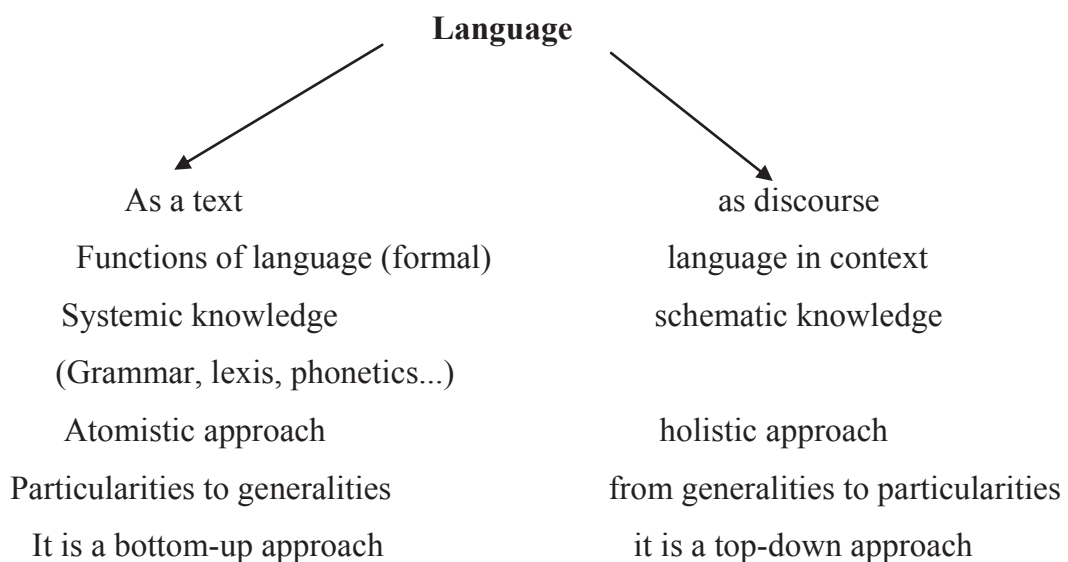 Language
As a text as discourse
Functions of language (formal) language in context
Systemic knowledge schematic knowledge
(Grammar, lexis, phonetics...)
Atomistic approach holistic approach
Particularities to generalities from generalities to particularities
It is a bottom-up approach it is a top-down approach